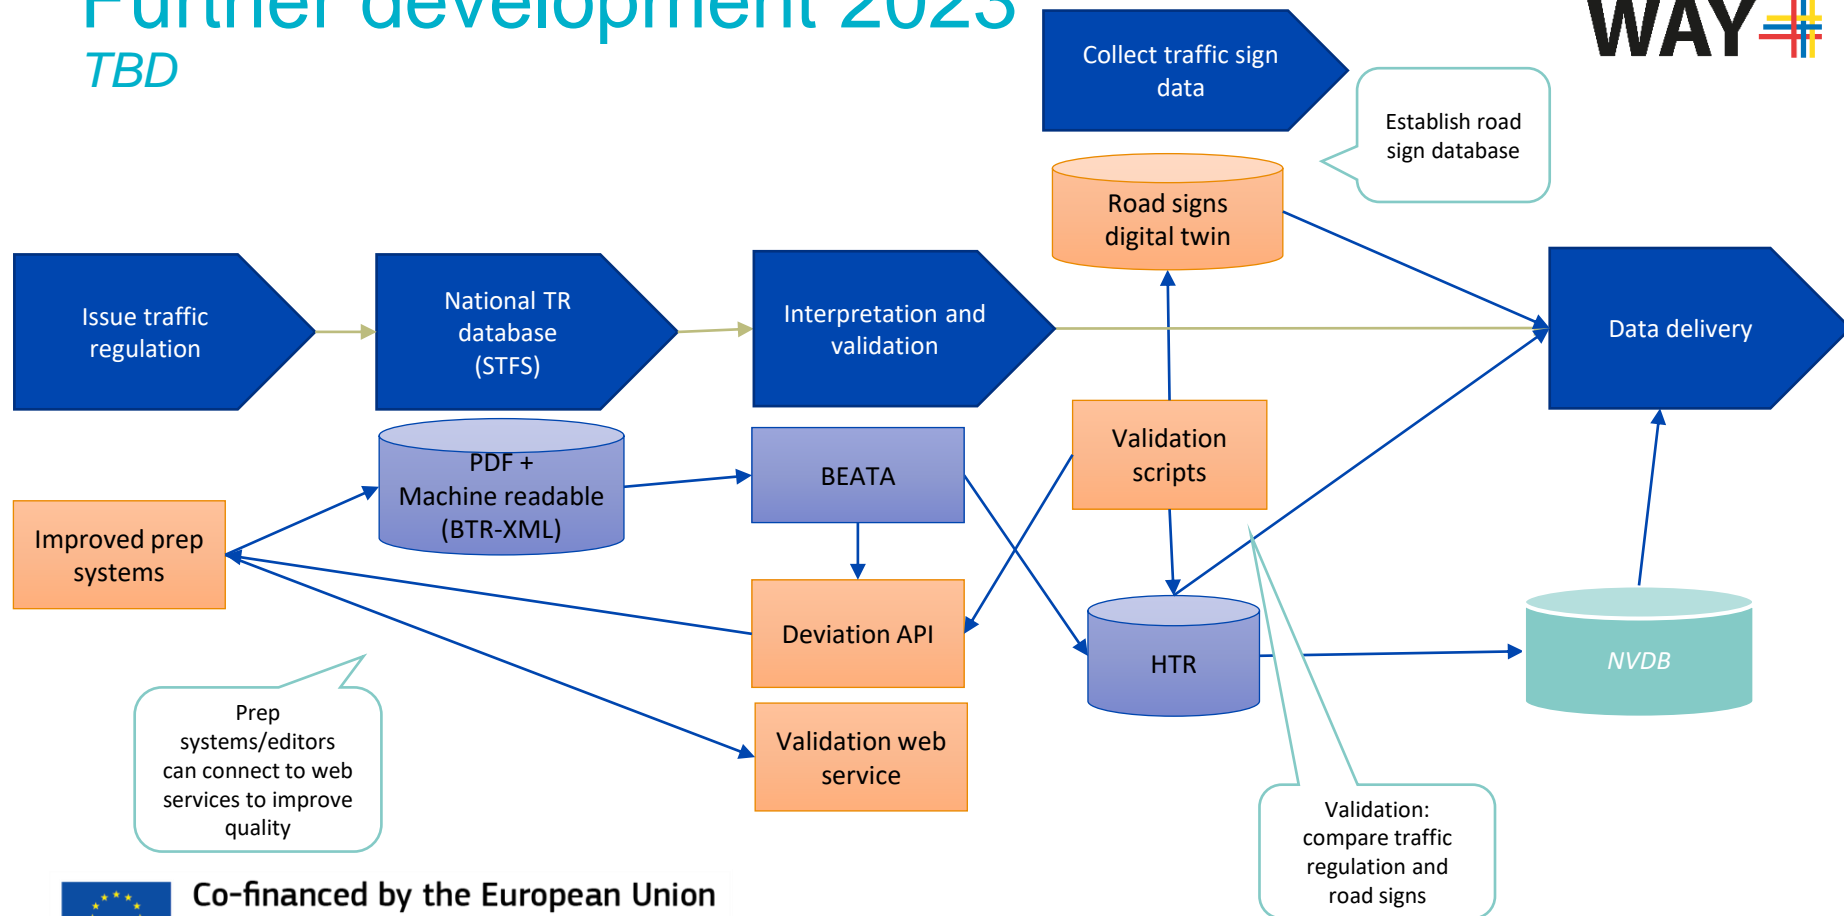 Further development 2023
TBD
WAY
Collect traffic sign
data
Establish road
sign database
Road signs
digital twin
Issue traffic
regulation
National TR
database
(STFS)
Interpretation and
validation
Data delivery
PDF +
Machine readable
(BTR-XML)
BEATA
Validation
scripts
Improved prep
systems
Deviation API
HTR
NVDB
Prep
systems/editors
can connect to web
services to improve
quality
Validation web
service
Validation:
compare traffic
regulation and
road signs
Co-financed by the European Union